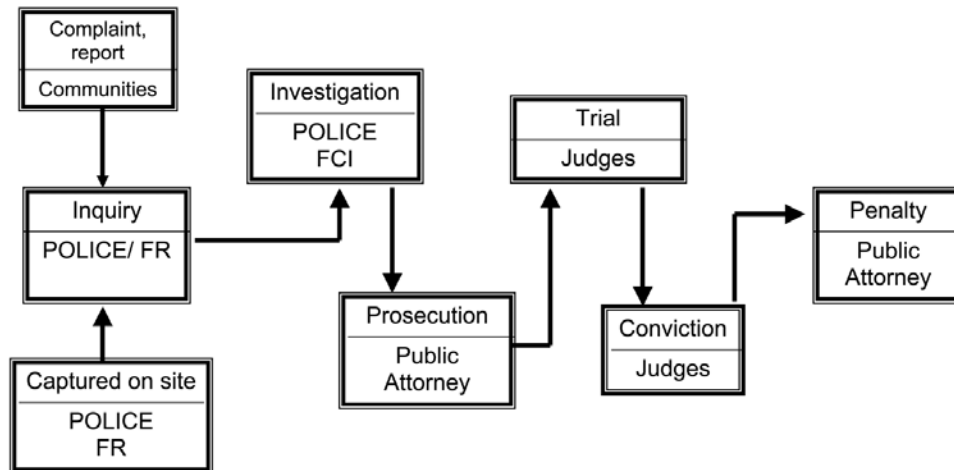 Complaint,
report
Communities
Inquiry
POLICE/ FR
Captured on site
POLICE
FR
Investigation
POLICE
FCI
Prosecution
Public
Attorney
Trial
Judges
Conviction
Judges
Penalty
Public
Attorney